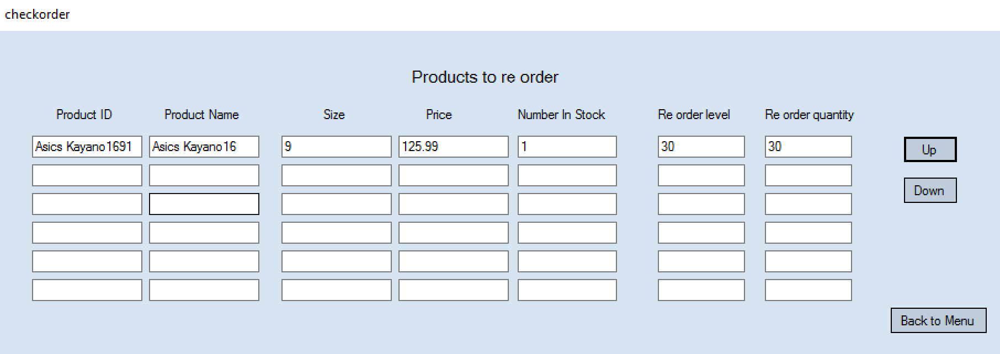 checkorder
Products to re order
Product ID Product Name Size Price Number In Stock Re order level Re order quantity
Asics Kayano1691 Asics Kayano16 9 125.99 1 30 30 Up
Down
Back to Menu